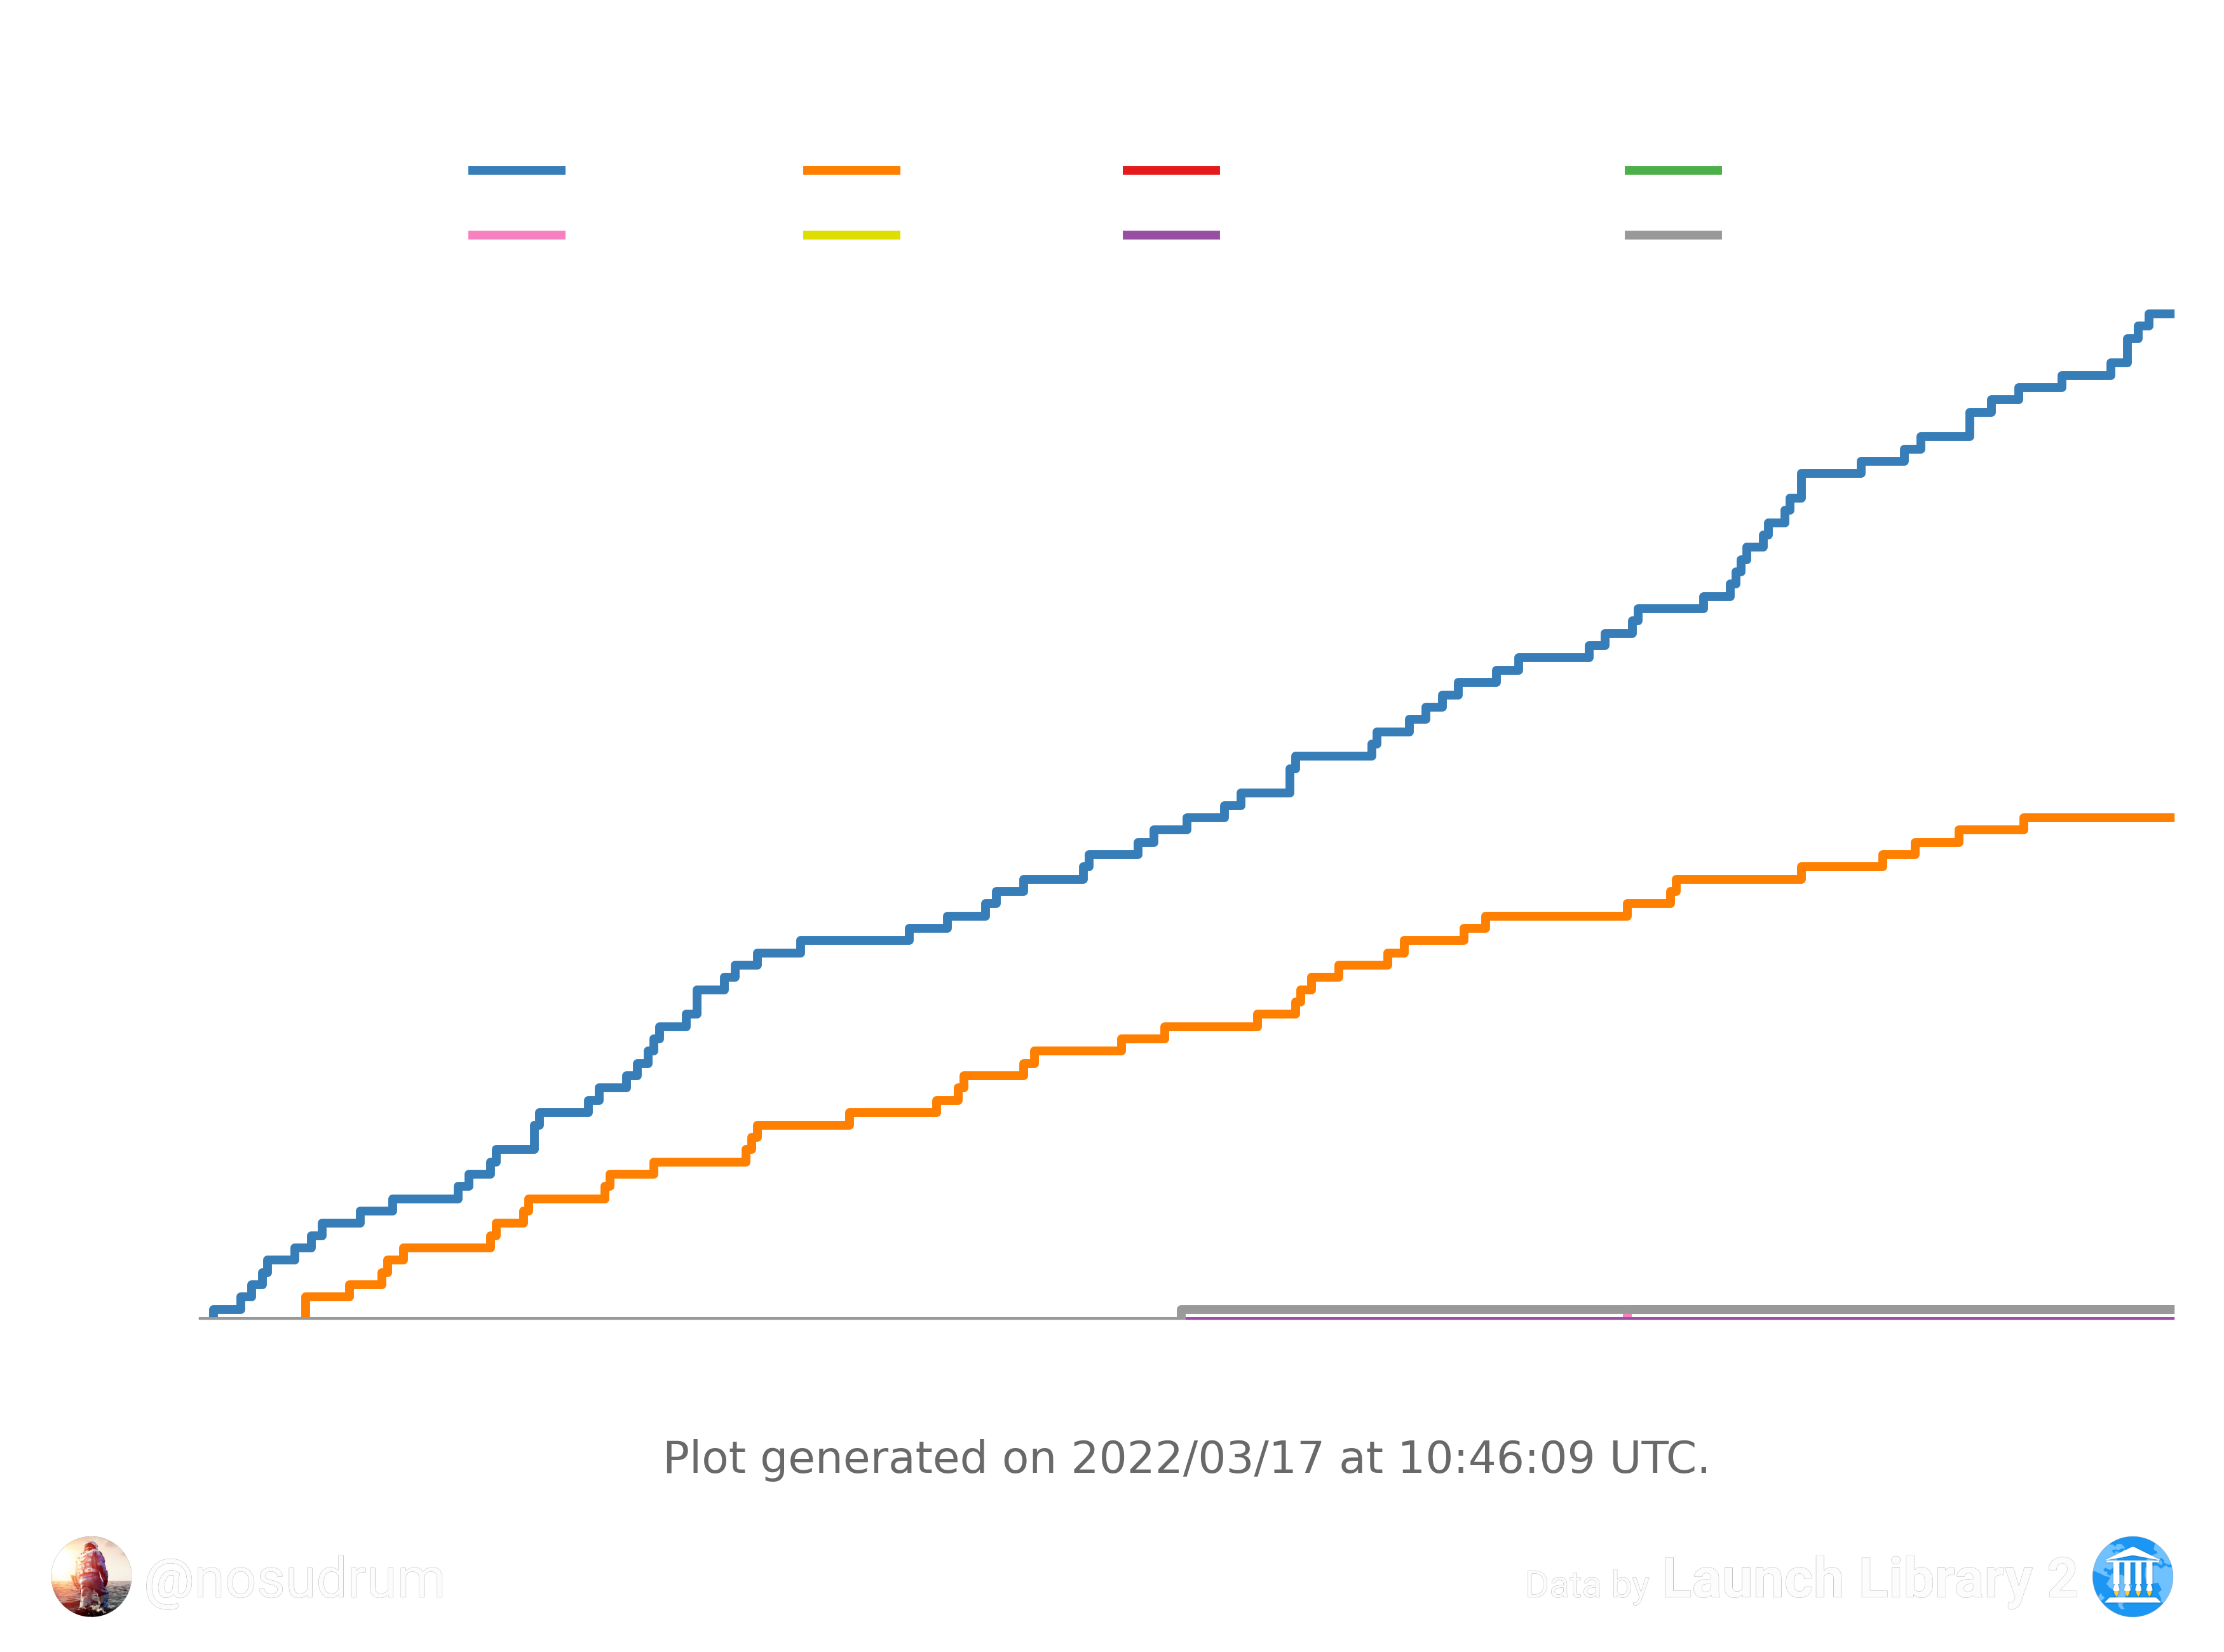 Plot generated on 2022/03/17 at 10:46:09 UTC.
@nosudrum
Data by Launch Library 2